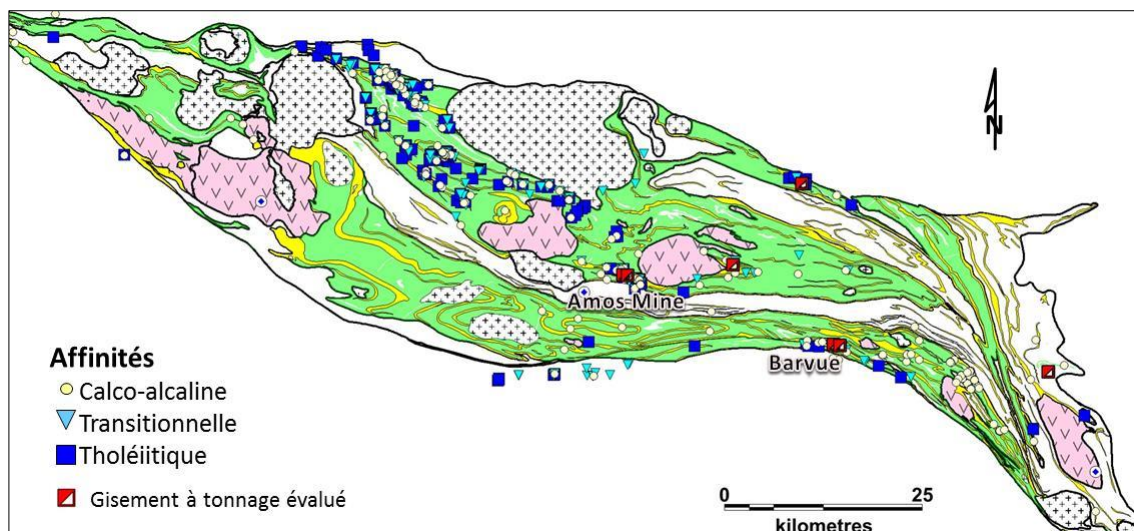 N
Amos-Mine
Barvue
Affinités
Calco-alcaline
Transitionnelle
Tholéiitique
Gisement à tonnage évalué
0 25
kilometres